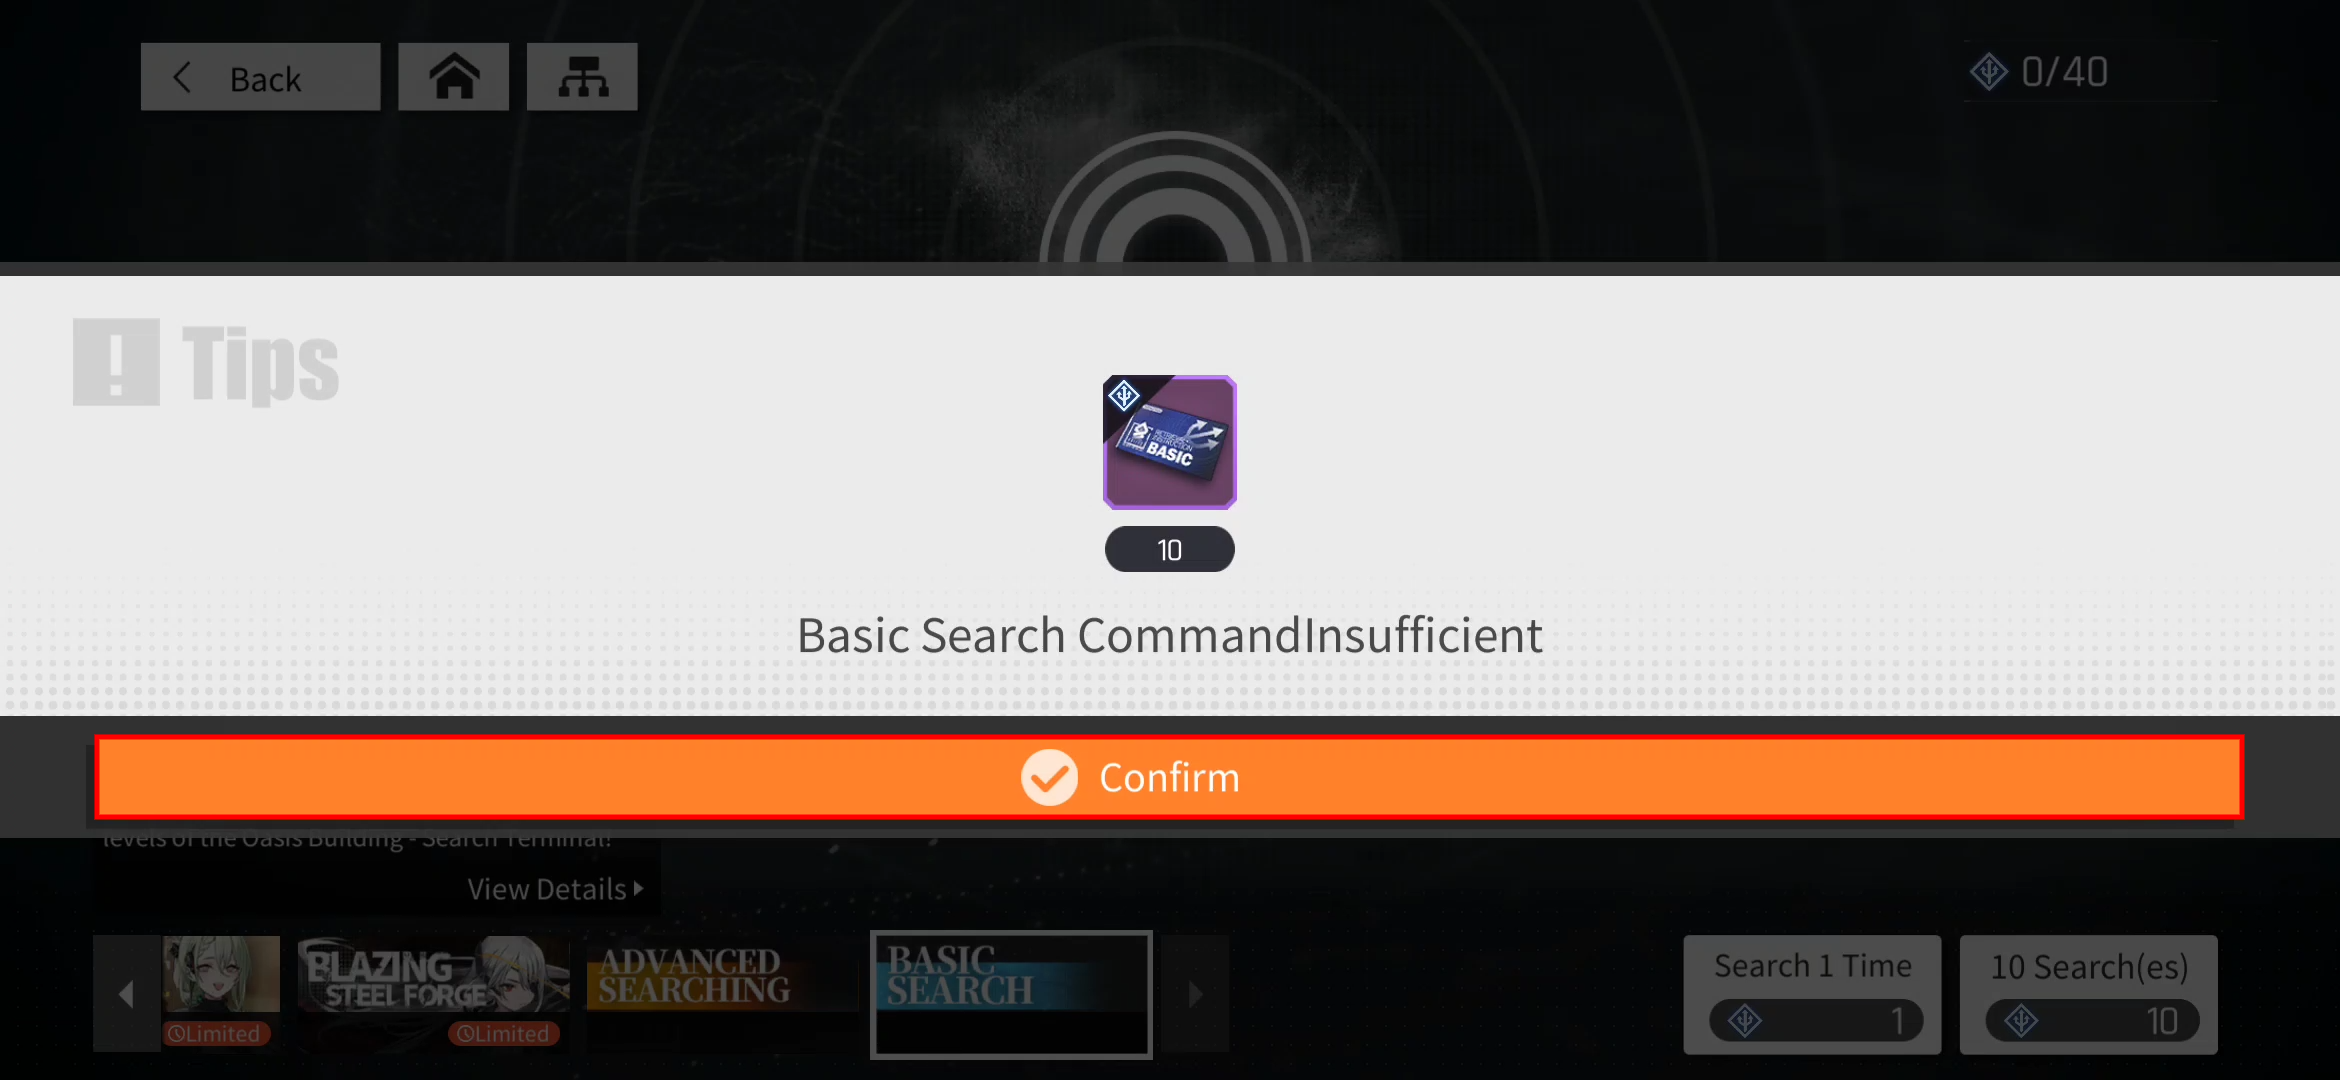 Back
0/40
! Tips
BASIC
10
Basic Search CommandInsufficient
Confirm
levels of the Oasis Building - Search Terminal!
View Details
BLAZING
STEEL FORGE
ADVANCED
SEARCHING
BASIC
SEARCH
Limited
Limited
Search 1 Time
1
10 Search(es)
10